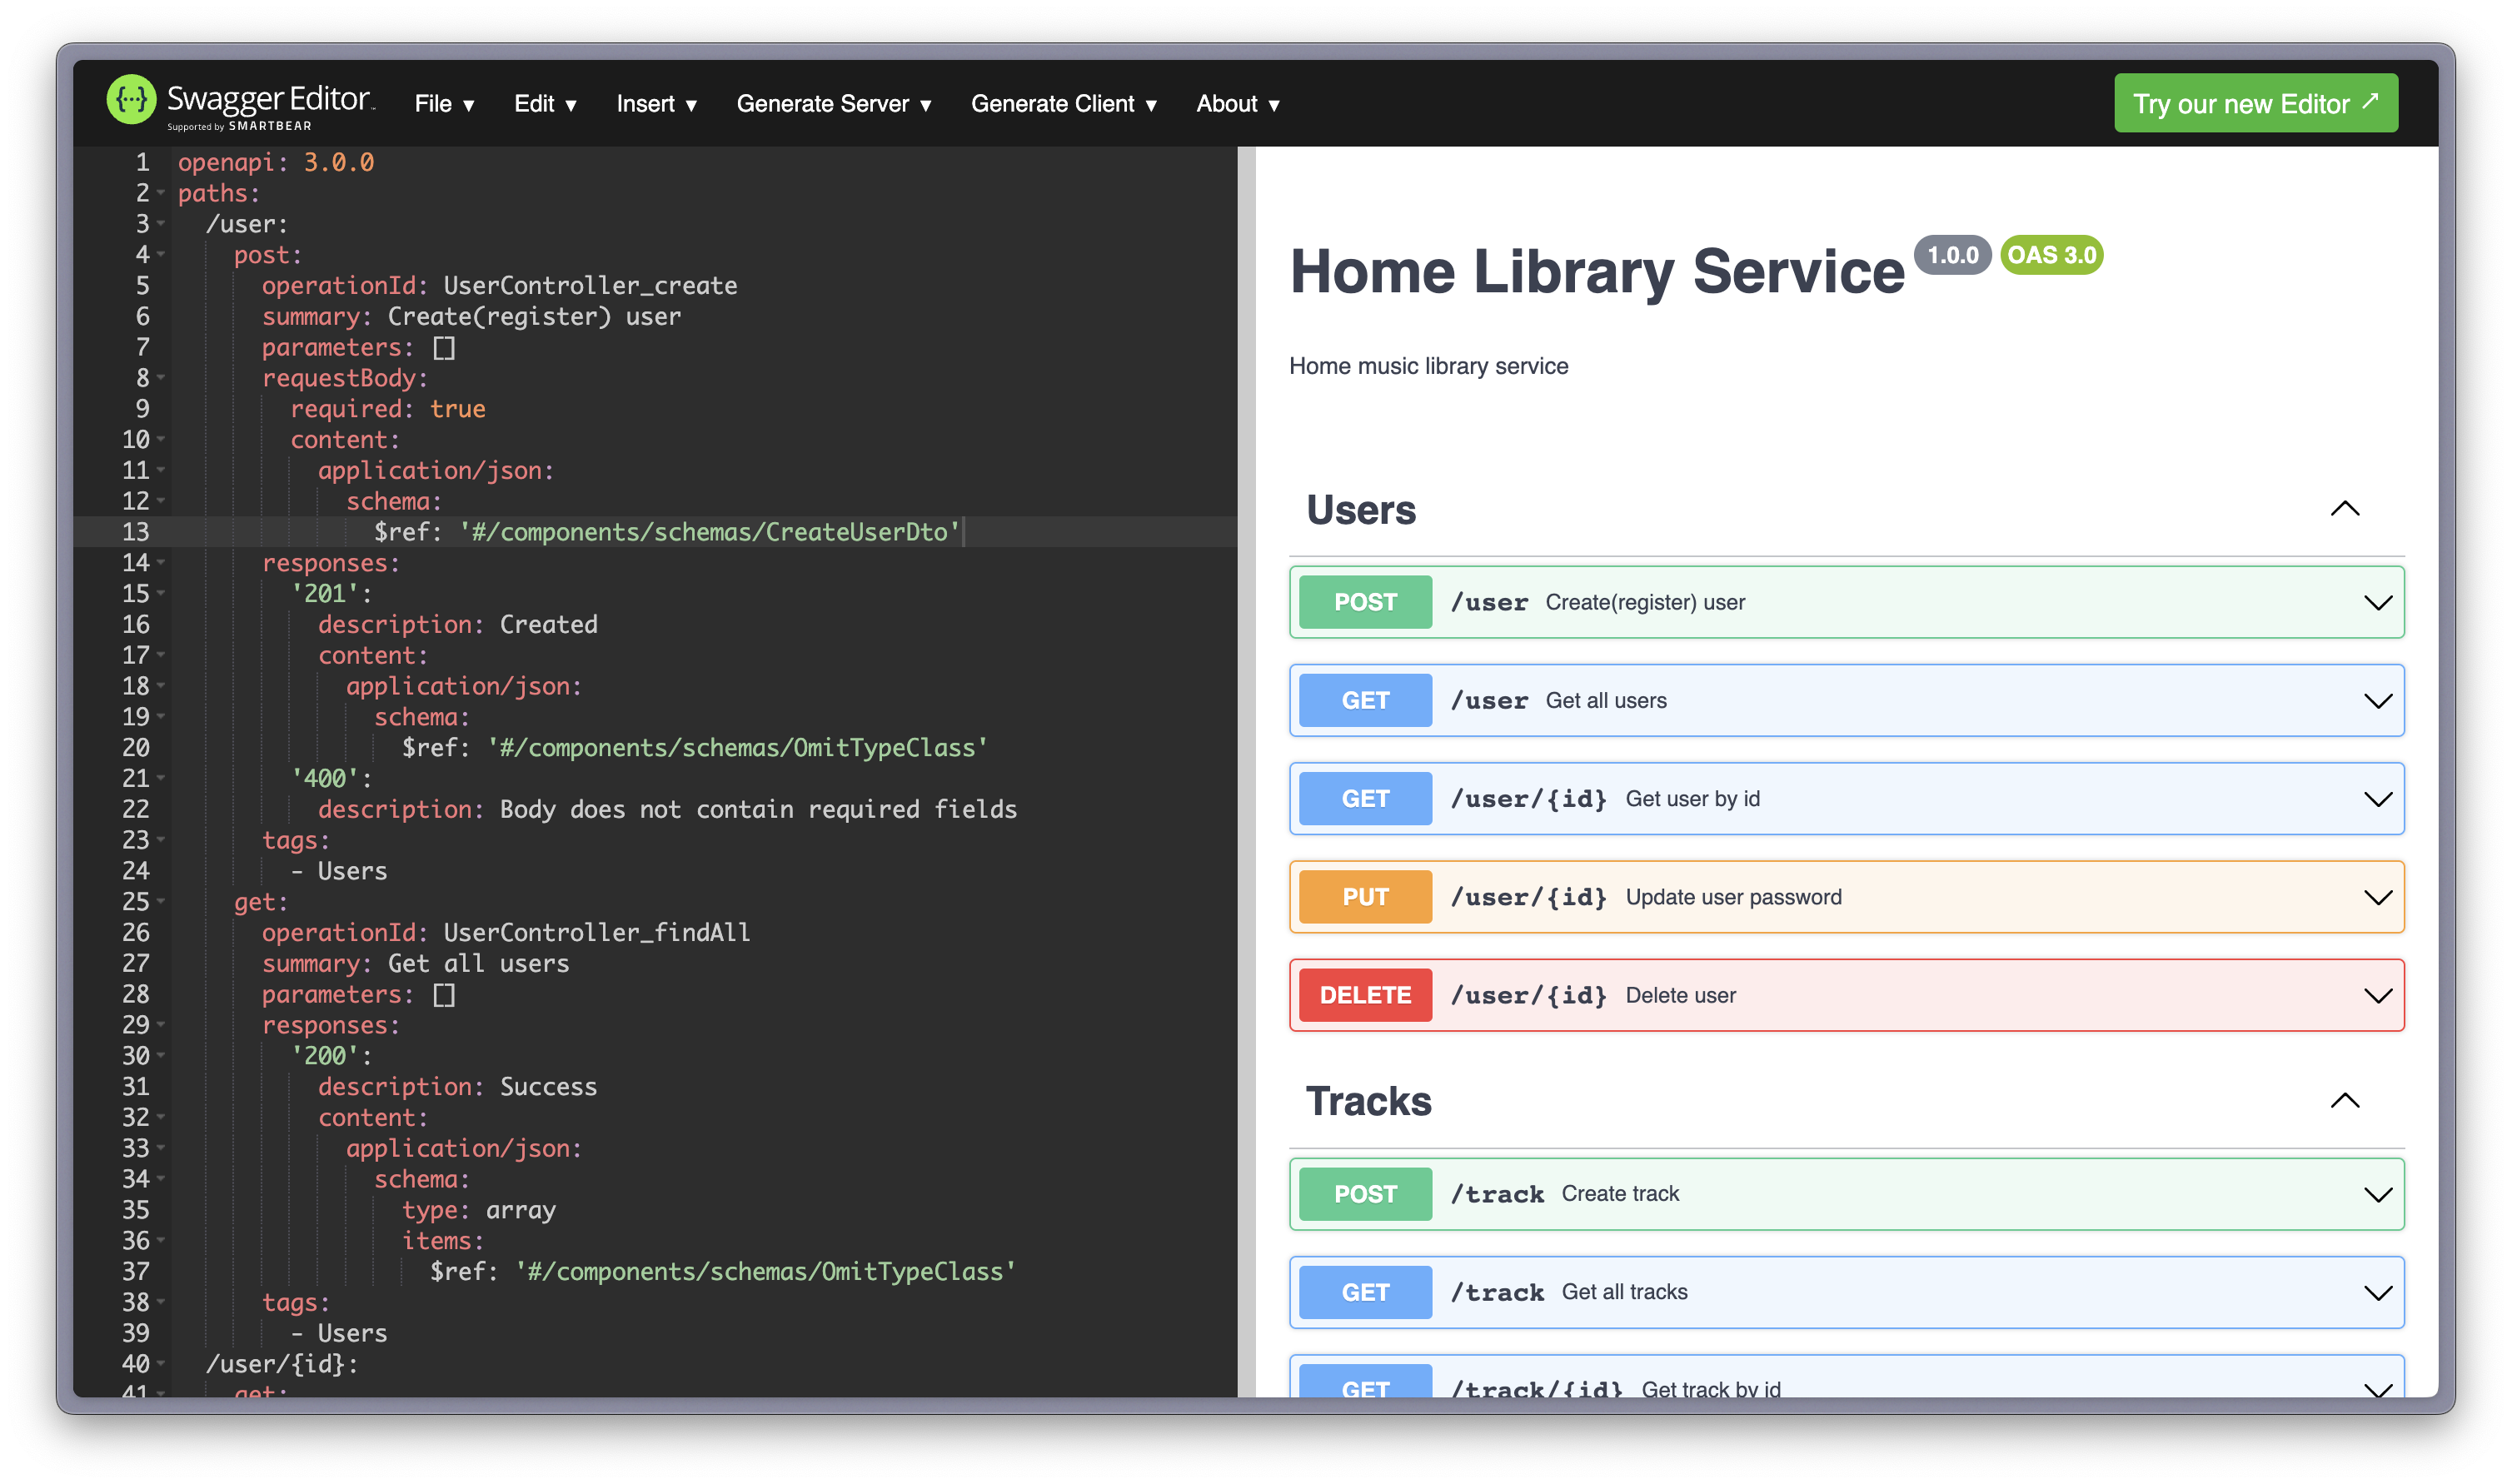 Swagger Editor
Supported by SMARTBEAR
File ▾ Edit ▾ Insert ▾ Generate Server ▾ Generate Client ▾ About ▾
Try our new Editor ↗
1 openapi: 3.0.0
2 paths:
3 /user:
4 post:
5 operationId: UserController_create
6 summary: Create(register) user
7 parameters: []
8 requestBody:
9 required: true
10 content:
11 application/json:
12 schema:
13 $ref: '#/components/schemas/CreateUserDto'
14 responses:
15 '201':
16 description: Created
17 content:
18 application/json:
19 schema:
20 $ref: '#/components/schemas/OmitTypeClass'
21 '400':
22 description: Body does not contain required fields
23 tags:
24 - Users
25 get:
26 operationId: UserController_findAll
27 summary: Get all users
28 parameters: []
29 responses:
30 '200':
31 description: Success
32 content:
33 application/json:
34 schema:
35 type: array
36 items:
37 $ref: '#/components/schemas/OmitTypeClass'
38 tags:
39 - Users
40 /user/{id}:
41 get:
Home Library Service 1.0.0 OAS 3.0
Home music library service
Users
POST /user Create(register) user
GET /user Get all users
GET /user/{id} Get user by id
PUT /user/{id} Update user password
DELETE /user/{id} Delete user
Tracks
POST /track Create track
GET /track Get all tracks
GET /track/{id} Get track by id